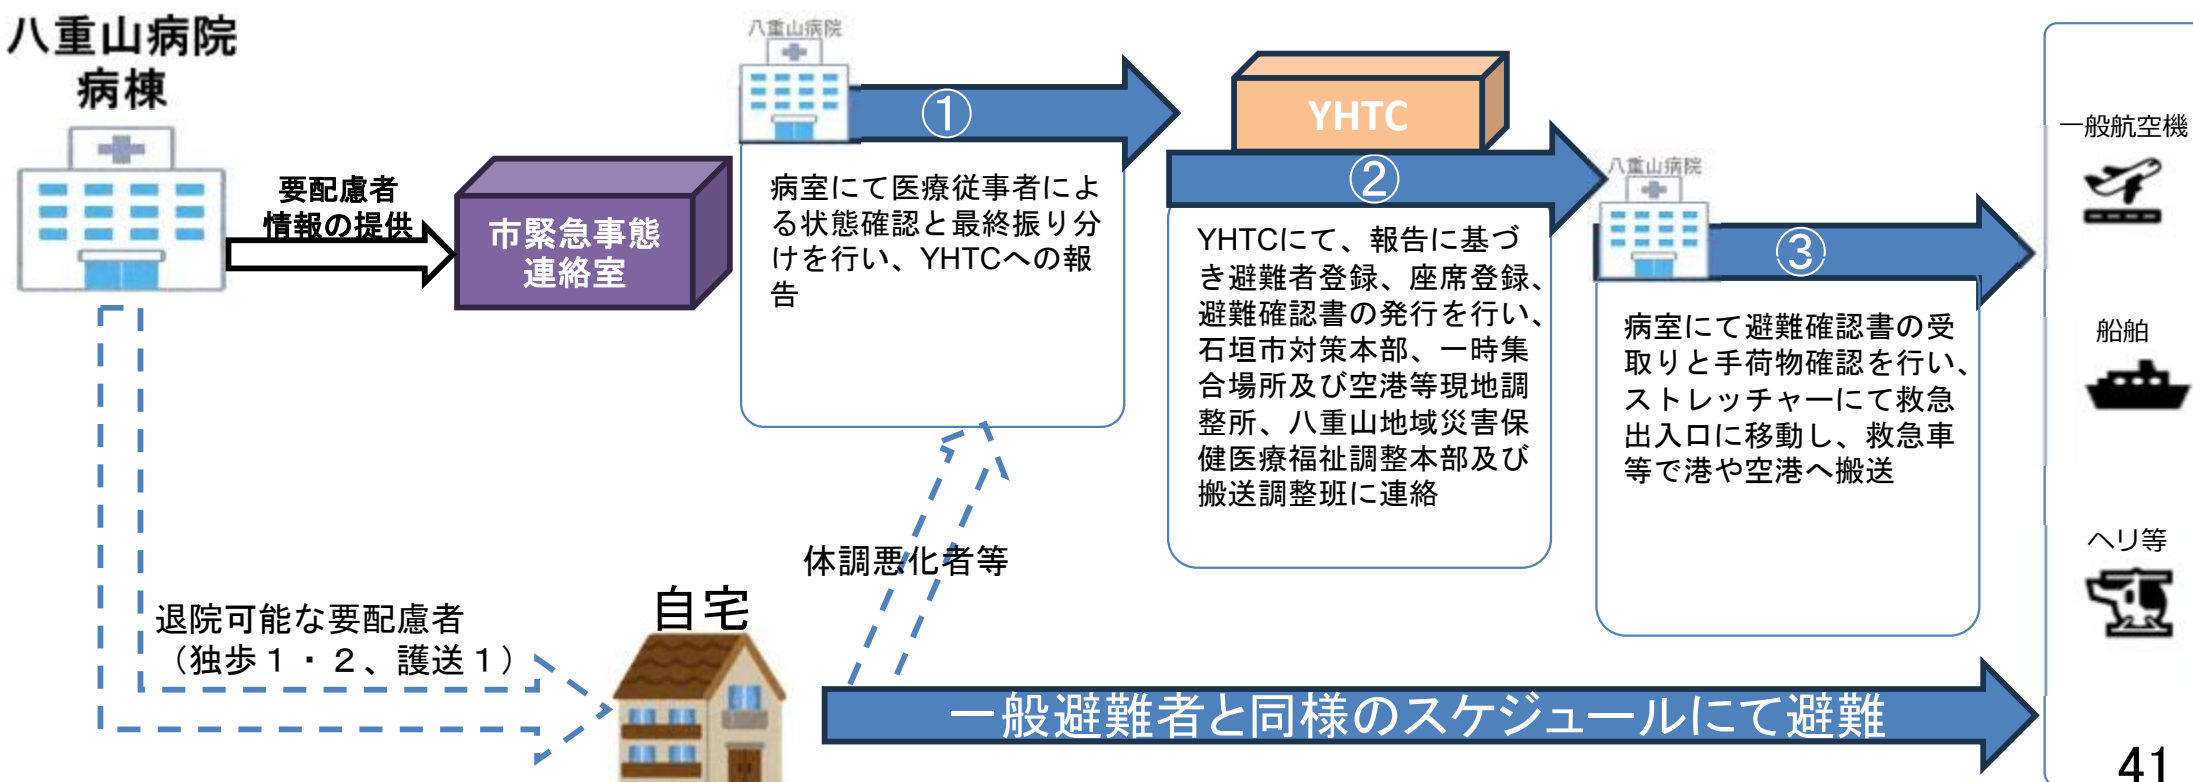 八重山病院
病棟
要配慮者
情報の提供
市緊急事態
連絡室
八重山病院
①
病室にて医療従事者によ
る状態確認と最終振り分
けを行い、YHTCへの報
告
YHTC
②
YHTCにて、報告に基づ
き避難者登録、座席登録、
避難確認書の発行を行い、
石垣市対策本部、一時集
合場所及び空港等現地調
整所、八重山地域災害保
健医療福祉調整本部及び
搬送調整班に連絡
八重山病院
③
病室にて避難確認書の受
取りと手荷物確認を行い、
ストレッチャーにて救急
出入口に移動し、救急車
等で港や空港へ搬送
一般航空機
船舶
ヘリ等
体調悪化者等
退院可能な要配慮者
（独歩１・２、護送１）
自宅
一般避難者と同様のスケジュールにて避難
41